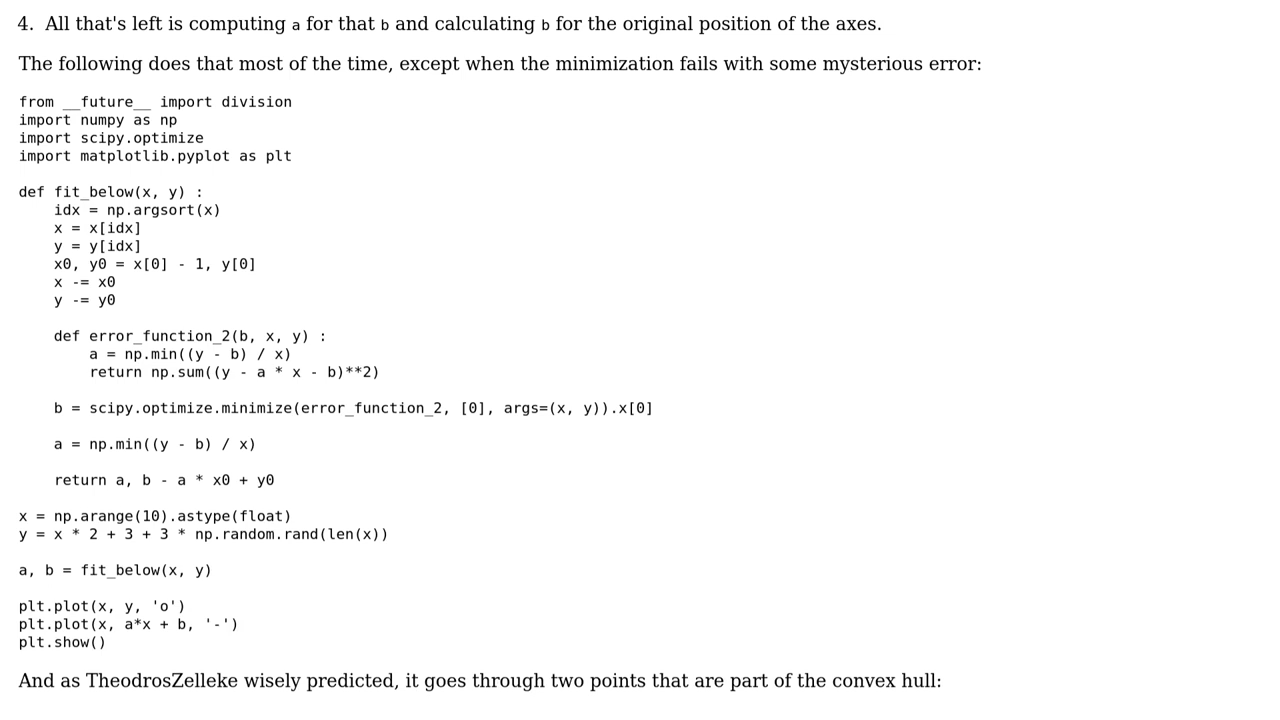 4. All that's left is computing a for that b and calculating b for the original position of the axes.
The following does that most of the time, except when the minimization fails with some mysterious error:
from __future__ import division
import numpy as np
import scipy.optimize
import matplotlib.pyplot as plt

def fit_below(x, y) :
    idx = np.argsort(x)
    x = x[idx]
    y = y[idx]
    x0, y0 = x[0] - 1, y[0]
    x -= x0
    y -= y0

    def error_function_2(b, x, y) :
        a = np.min((y - b) / x)
        return np.sum((y - a * x - b)**2)

    b = scipy.optimize.minimize(error_function_2, [0], args=(x, y)).x[0]

    a = np.min((y - b) / x)

    return a, b - a * x0 + y0

x = np.arange(10).astype(float)
y = x * 2 + 3 + 3 * np.random.rand(len(x))

a, b = fit_below(x, y)

plt.plot(x, y, 'o')
plt.plot(x, a*x + b, '-')
plt.show()
And as TheodrosZelleke wisely predicted, it goes through two points that are part of the convex hull: